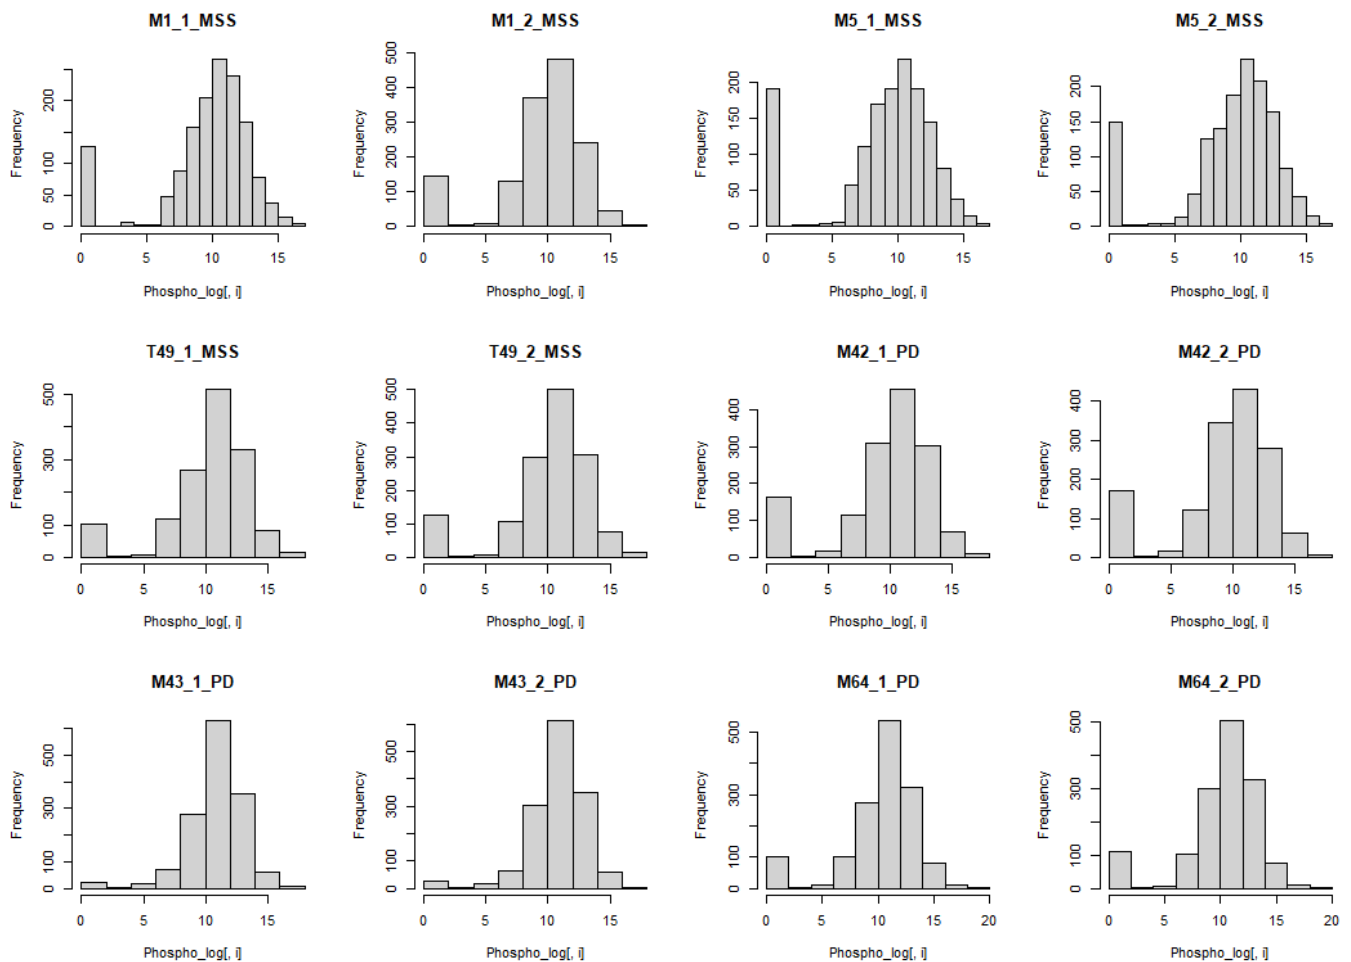 M1_1_MSS
M1_2_MSS
M5_1_MSS
M5_2_MSS
Frequency
0 50 100 200
0 5 10 15
Phospho_log[, i]
Frequency
0 100 200 300 400 500
0 5 10 15
Phospho_log[, i]
Frequency
0 50 100 150 200
0 5 10 15
Phospho_log[, i]
Frequency
0 50 100 150 200
0 5 10 15
Phospho_log[, i]
T49_1_MSS
T49_2_MSS
M42_1_PD
M42_2_PD
Frequency
0 100 300 500
0 5 10 15
Phospho_log[, i]
Frequency
0 100 200 300 400 500
0 5 10 15
Phospho_log[, i]
Frequency
0 100 200 300 400
0 5 10 15
Phospho_log[, i]
Frequency
0 100 200 300 400
0 5 10 15
Phospho_log[, i]
M43_1_PD
M43_2_PD
M64_1_PD
M64_2_PD
Frequency
0 100 300 500
0 5 10 15
Phospho_log[, i]
Frequency
0 100 300 500
0 5 10 15
Phospho_log[, i]
Frequency
0 100 300 500
0 5 10 15 20
Phospho_log[, i]
Frequency
0 100 300 500
0 5 10 15 20
Phospho_log[, i]